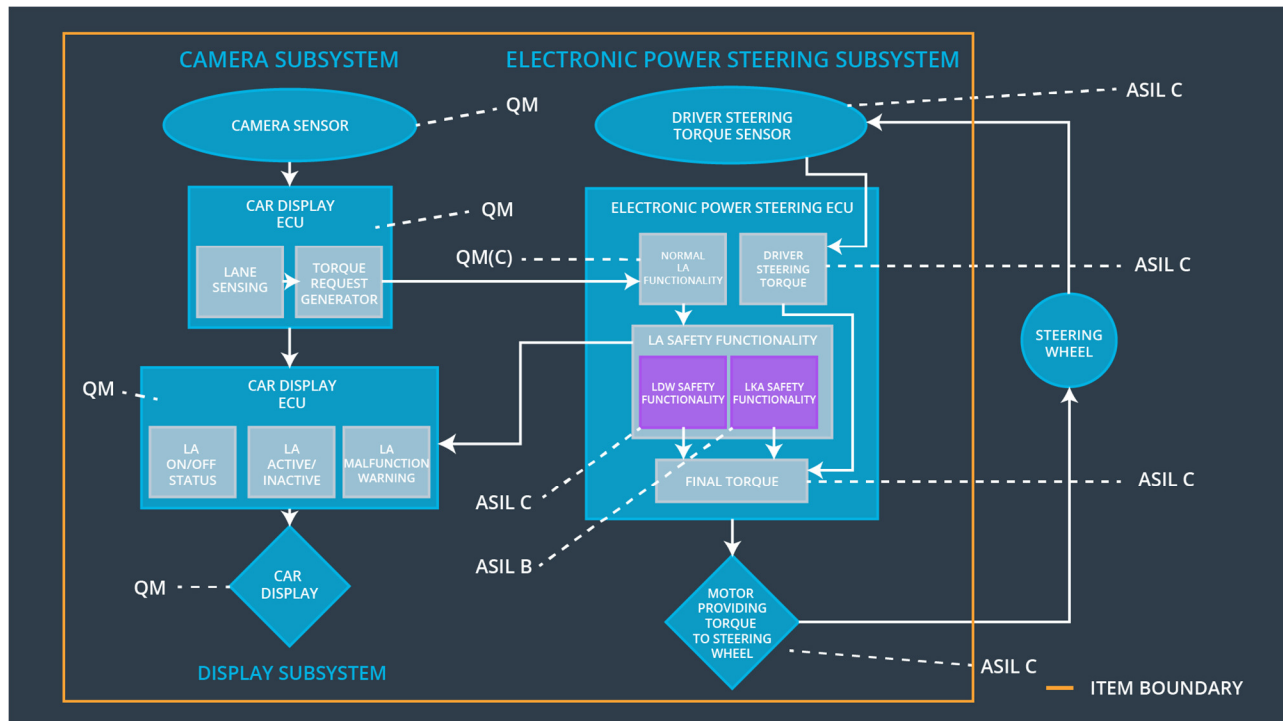 CAMERA SUBSYSTEM
ELECTRONIC POWER STEERING SUBSYSTEM
CAMERA SENSOR
QM
DRIVER STEERING
TORQUE SENSOR
ASIL C
CAR DISPLAY
ECU
QM
LANE
SENSING
TORQUE
REQUEST
GENERATOR
ELECTRONIC POWER STEERING ECU
QM(C)
NORMAL
LA
FUNCTIONALITY
DRIVER
STEERING
TORQUE
ASIL C
LA SAFETY FUNCTIONALITY
LDW SAFETY
FUNCTIONALITY
LKA SAFETY
FUNCTIONALITY
STEERING
WHEEL
QM
CAR DISPLAY
ECU
LA
ON/OFF
STATUS
LA
ACTIVE/
INACTIVE
LA
MALFUNCTION
WARNING
FINAL TORQUE
ASIL C
ASIL C
ASIL B
QM
CAR
DISPLAY
MOTOR
PROVIDING
TORQUE
TO STEERING
WHEEL
ASIL C
DISPLAY SUBSYSTEM
ITEM BOUNDARY